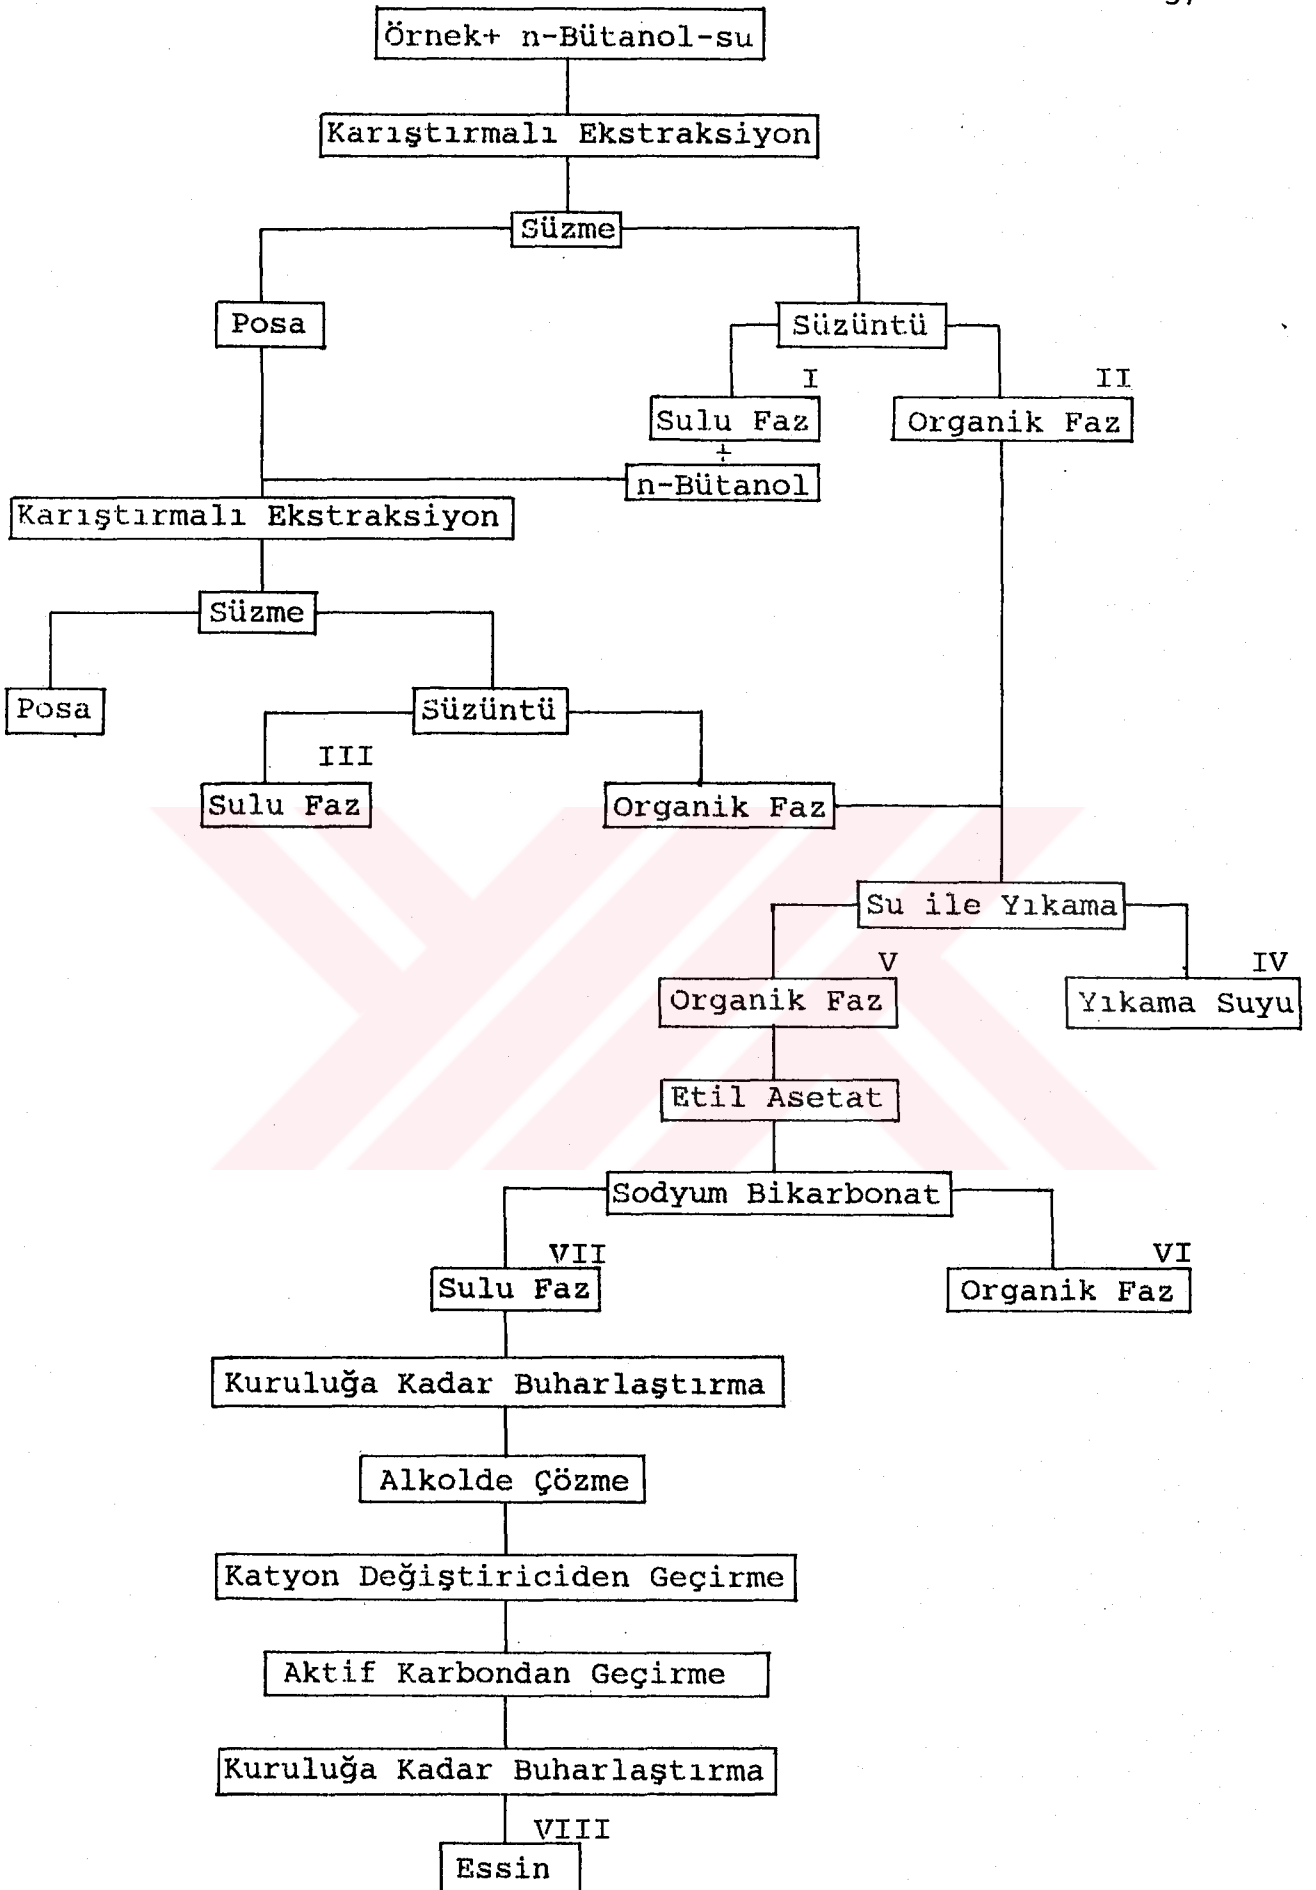 Örnek+ n-Bütanol-su
Karıştırmalı Ekstraksiyon
Süzme
Posa
Süzüntü
I
II
Sulu Faz
Organik Faz
+
n-Bütanol
Karıştırmalı Ekstraksiyon
Süzme
Posa
Süzüntü
III
Sulu Faz
Organik Faz
Su ile Yıkama
V
IV
Organik Faz
Yıkama Suyu
Etil Asetat
Sodyum Bikarbonat
VII
VI
Sulu Faz
Organik Faz
Kuruluğa Kadar Buharlaştırma
Alkolde Çözme
Katyon Değiştiriciden Geçirme
Aktif Karbondan Geçirme
Kuruluğa Kadar Buharlaştırma
VIII
Essin